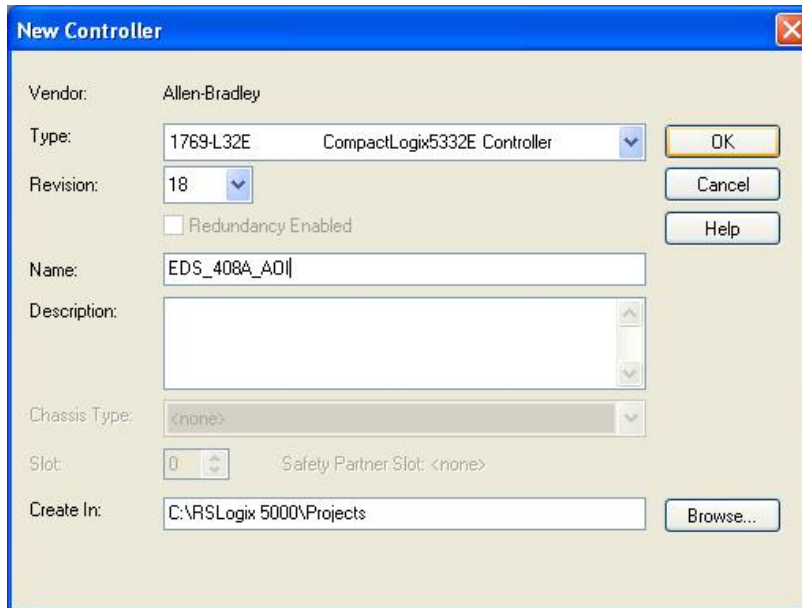 New Controller
Vendor: Allen-Bradley
Type: 1769-L32E CompactLogix5332E Controller OK
Revision: 18 Cancel
Redundancy Enabled Help
Name: EDS_408A_AOI
Description:
Chassis Type: <none>
Slot: 0 Safety Partner Slot: <none>
Create In: C:\RSLogix 5000\Projects Browse...